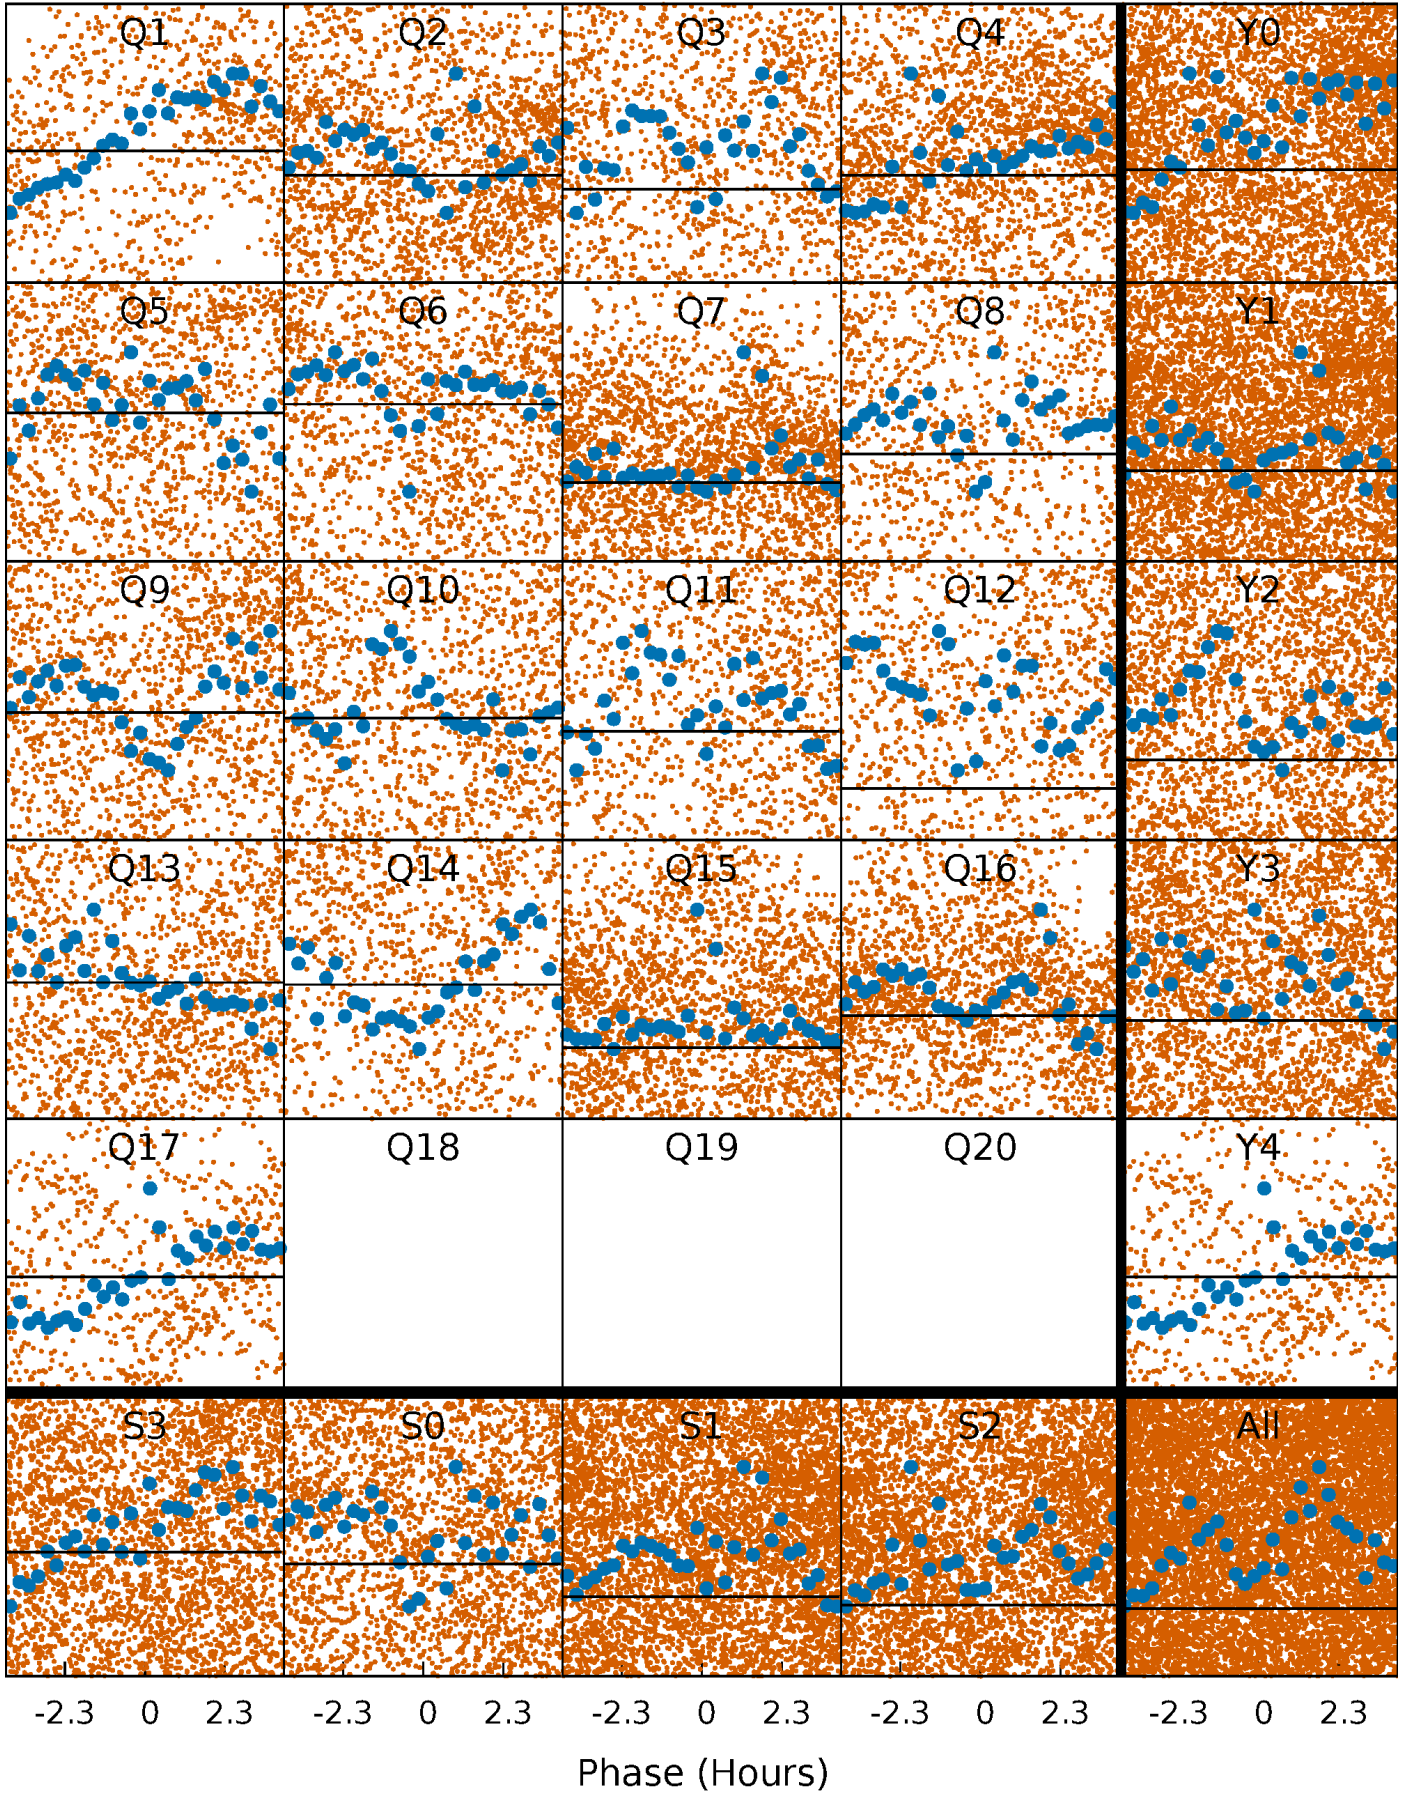 Q1 Q2 Q3 Q4 Y0
Q5 Q6 Q7 Q8 Y1
Q9 Q10 Q11 Q12 Y2
Q13 Q14 Q15 Q16 Y3
Q17 Q18 Q19 Q20 Y4
S3 S0 S1 S2 All
-2.3 0 2.3 -2.3 0 2.3 -2.3 0 2.3 -2.3 0 2.3 -2.3 0 2.3
Phase (Hours)